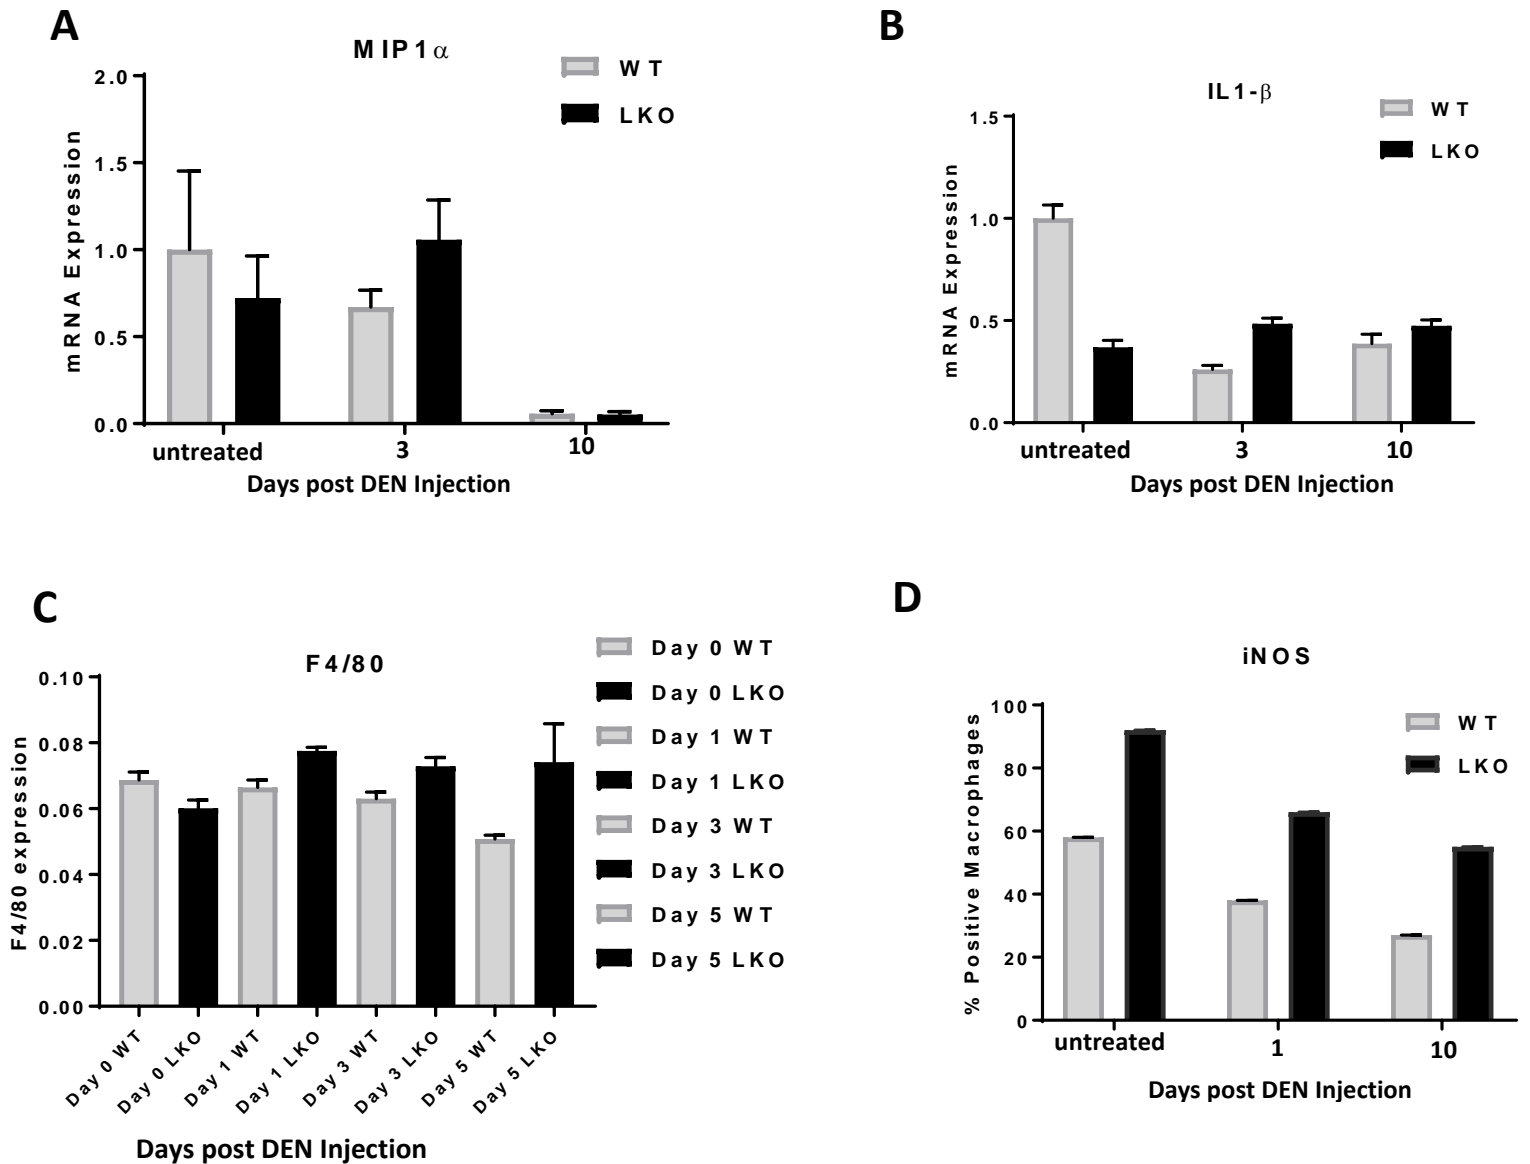 A
MIP1α
WT
LKO
2.0
1.5
1.0
0.5
0.0
mRNA Expression
untreated
3
10
Days post DEN Injection
B
IL1-β
WT
LKO
1.5
1.0
0.5
0.0
mRNA Expression
untreated
3
10
Days post DEN Injection
C
F4/80
0.10
0.08
0.06
0.04
0.02
0.00
F4/80 expression
Day 0 WT
Day 0 LKO
Day 1 WT
Day 1 LKO
Day 3 WT
Day 3 LKO
Day 5 WT
Day 5 LKO
Day 0 WT
Day 0 LKO
Day 1 WT
Day 1 LKO
Day 3 WT
Day 3 LKO
Day 5 WT
Day 5 LKO
Days post DEN Injection
D
iNOS
WT
LKO
100
80
60
40
20
0
% Positive Macrophages
untreated
1
10
Days post DEN Injection